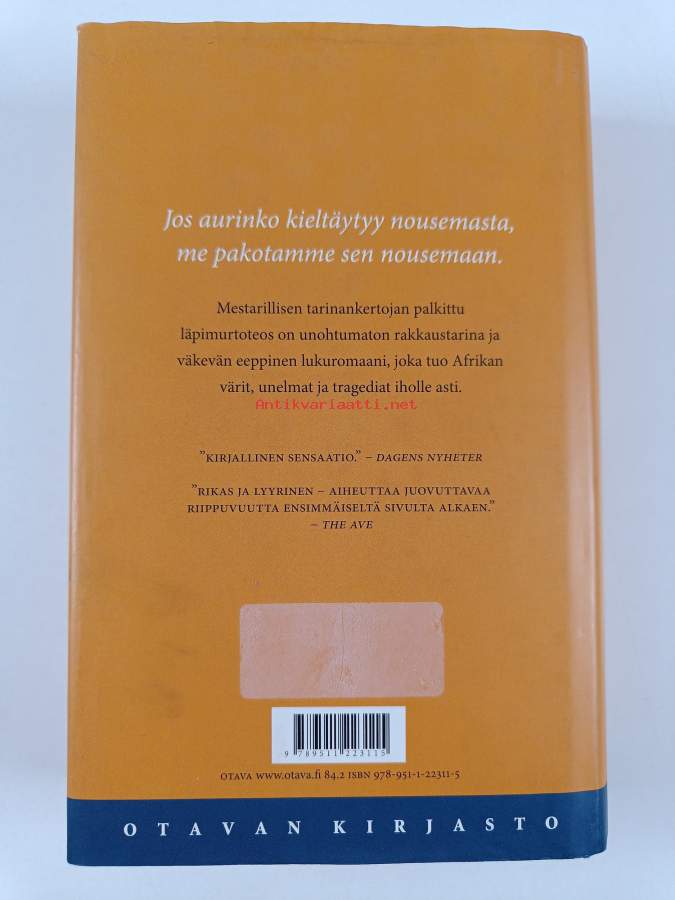 Jos aurinko kieltäytyy nousemasta,
me pakotamme sen nousemaan.
Mestarillisen tarinankertojan palkittu
läpimurtoteos on unohtumaton rakkaustarina ja
väkevän eeppinen lukuromaani, joka tuo Afrikan
värit, unelmat ja tragediat iholle asti.
Antikvariaatti.net
”KIRJALLINEN SENSAATIO.” – DAGENS NYHETER
”RIKAS JA LYYRINEN – AIHEUTTAA JUOVUTTAVAA
RIIPPUVUUTTA ENSIMMÄISELTÄ SIVULTA ALKAEN.”
– THE AVE
9 789511 223115
OTAVA www.otava.fi 84.2 ISBN 978-951-1-22311-5
OTAVAN KIRJASTO